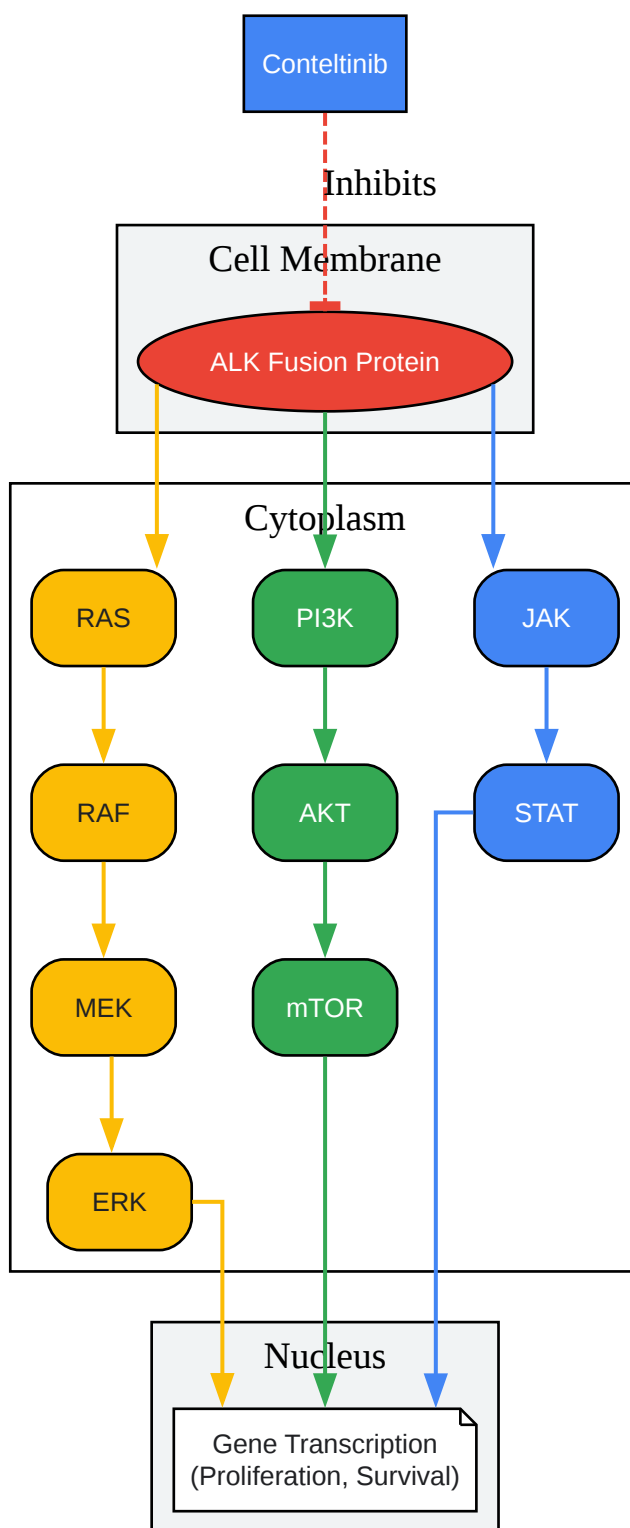 Conteltinib
Inhibits
Cell Membrane
ALK Fusion Protein
Cytoplasm
RAS
PI3K
JAK
RAF
AKT
STAT
MEK
mTOR
ERK
Nucleus
Gene Transcription
(Proliferation, Survival)